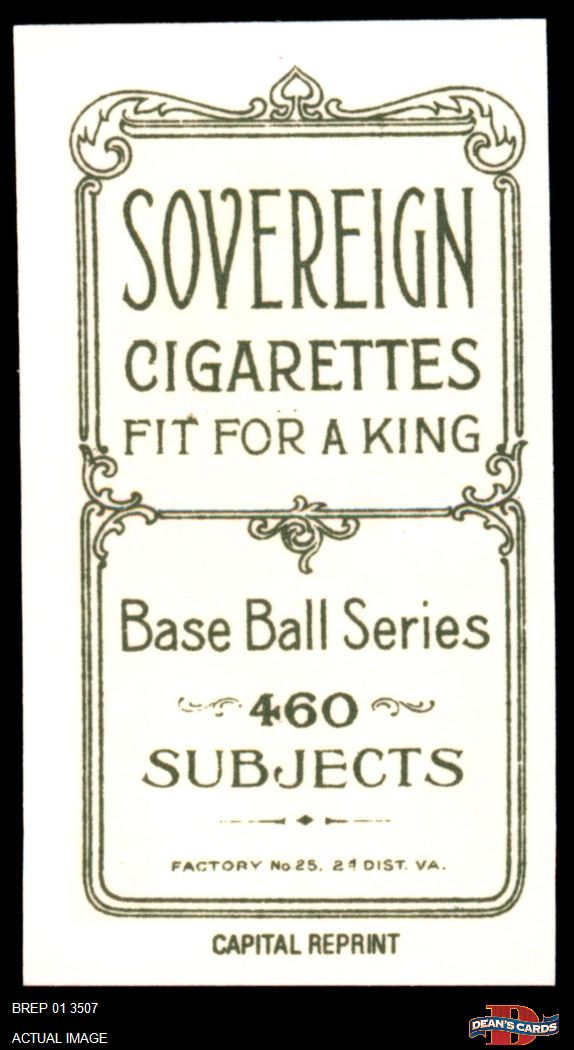 SOVEREIGN
CIGARETTES
FIT FOR A KING
Base Ball Series
460
SUBJECTS
FACTORY No 25. 2d DIST. VA.
CAPITAL REPRINT
BREP 01 3507
ACTUAL IMAGE
D
DEAN'S CARDS